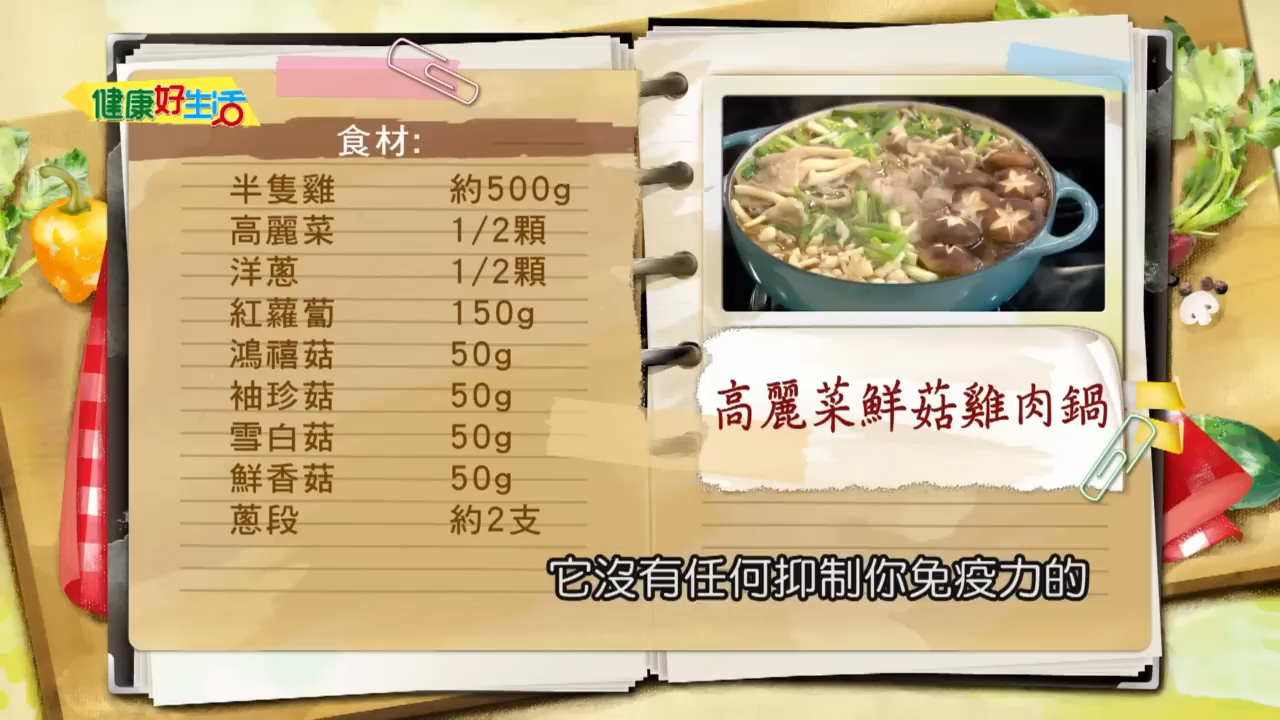 健康好生活
食材:
半隻雞 約500g
高麗菜 1/2顆
洋蔥 1/2顆
紅蘿蔔 150g
鴻禧菇 50g
袖珍菇 50g
雪白菇 50g
鮮香菇 50g
蔥段 約2支
高麗菜鮮菇雞肉鍋
它沒有任何抑制你免疫力的